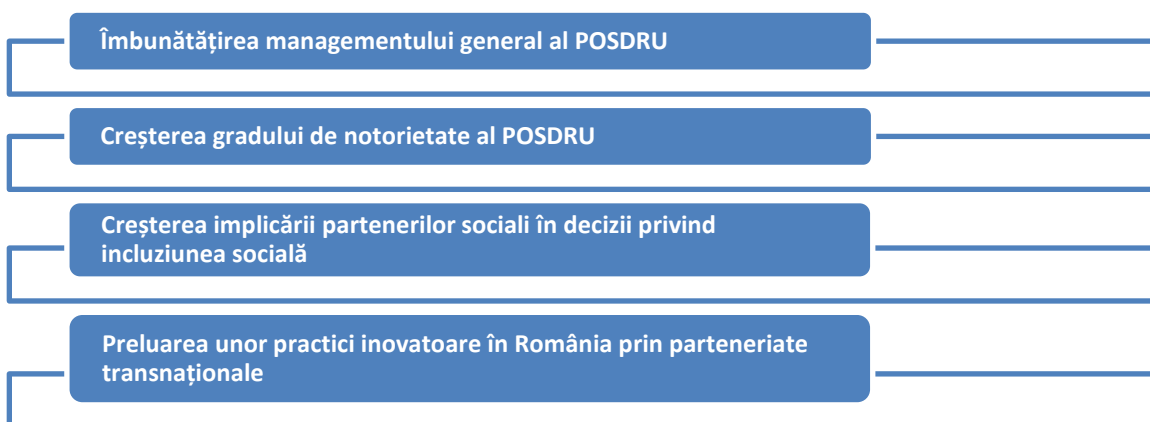 Îmbunătățirea managementului general al POSDRU
Creșterea gradului de notorietate al POSDRU
Creșterea implicării partenerilor sociali în decizii privind
incluziunea socială
Preluarea unor practici inovatoare în România prin parteneriate
transnaționale